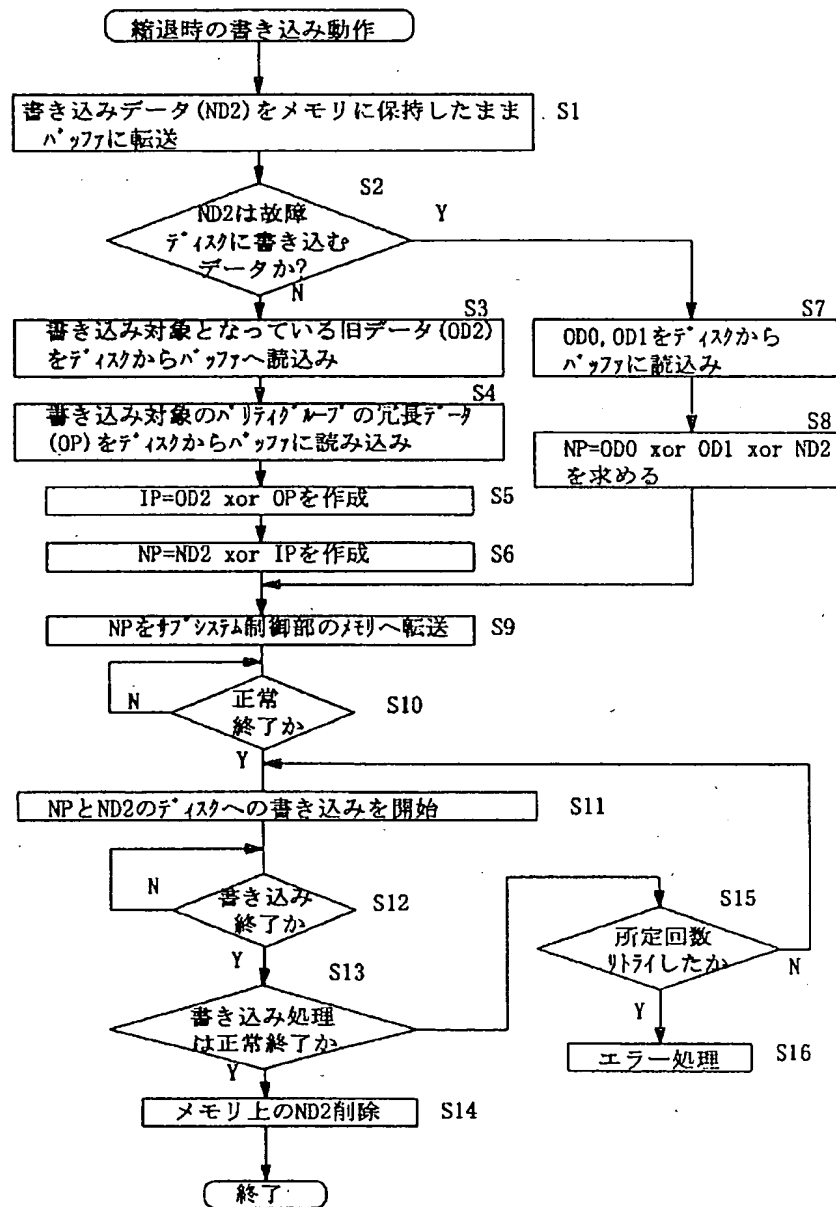 縮退時の書き込み動作
書き込みデータ(ND2)をメモリに保持したまま
バッファに転送
S1
S2
ND2は故障
ディスクに書き込む
データか?
Y
N
S3
書き込み対象となっている旧データ(OD2)
をディスクからバッファへ読込み
S4
書き込み対象のパリティグループの冗長データ
(OP)をディスクからバッファに読み込み
IP=OD2 xor OPを作成
S5
NP=ND2 xor IPを作成
S6
S7
OD0,OD1をディスクから
バッファに読込み
S8
NP=OD0 xor OD1 xor ND2
を求める
NPをサブシステム制御部のメモリへ転送
S9
正常
終了か
N
S10
Y
NPとND2のディスクへの書き込みを開始
S11
N
書き込み
終了か
S12
Y
S13
書き込み処理
は正常終了か
Y
S15
所定回数
リトライしたか
N
Y
エラー処理
S16
メモリ上のND2削除
S14
終了